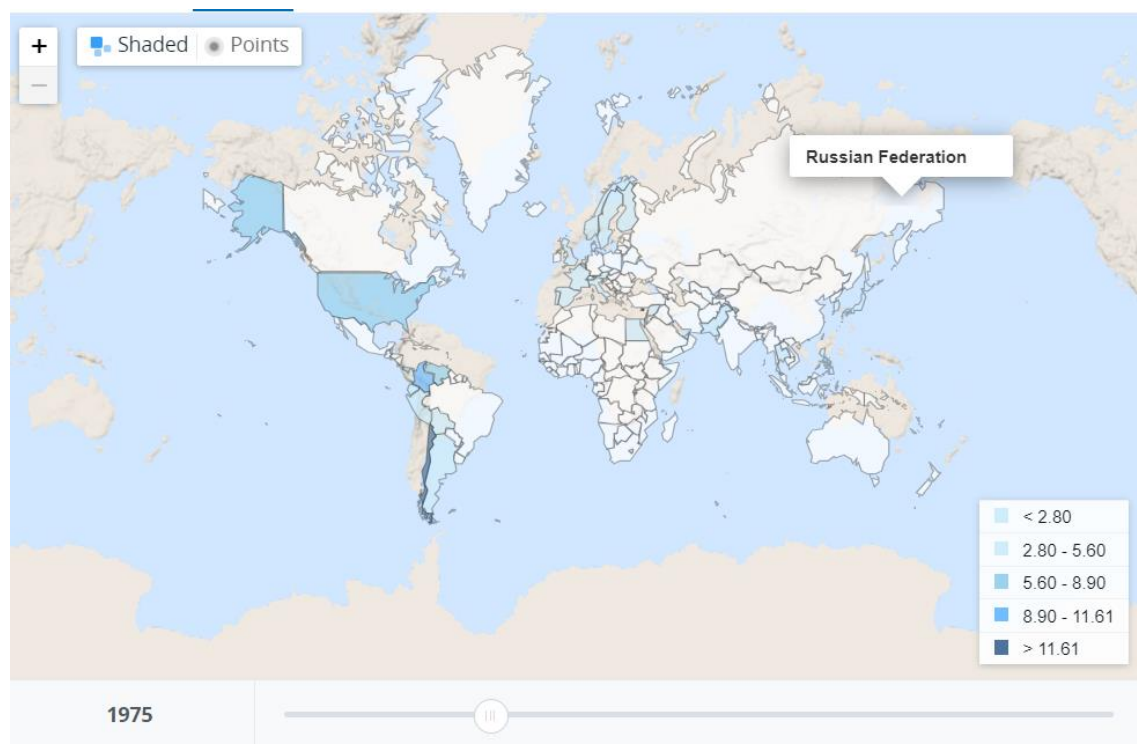 +
Shaded Points
−
Russian Federation
< 2.80
2.80 - 5.60
5.60 - 8.90
8.90 - 11.61
> 11.61
1975